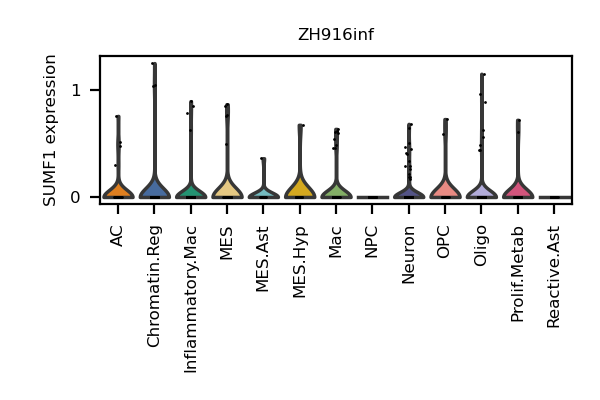 ZH916inf
SUMF1 expression
1
0
AC
Chromatin.Reg
Inflammatory.Mac
MES
MES.Ast
MES.Hyp
Mac
NPC
Neuron
OPC
Oligo
Prolif.Metab
Reactive.Ast